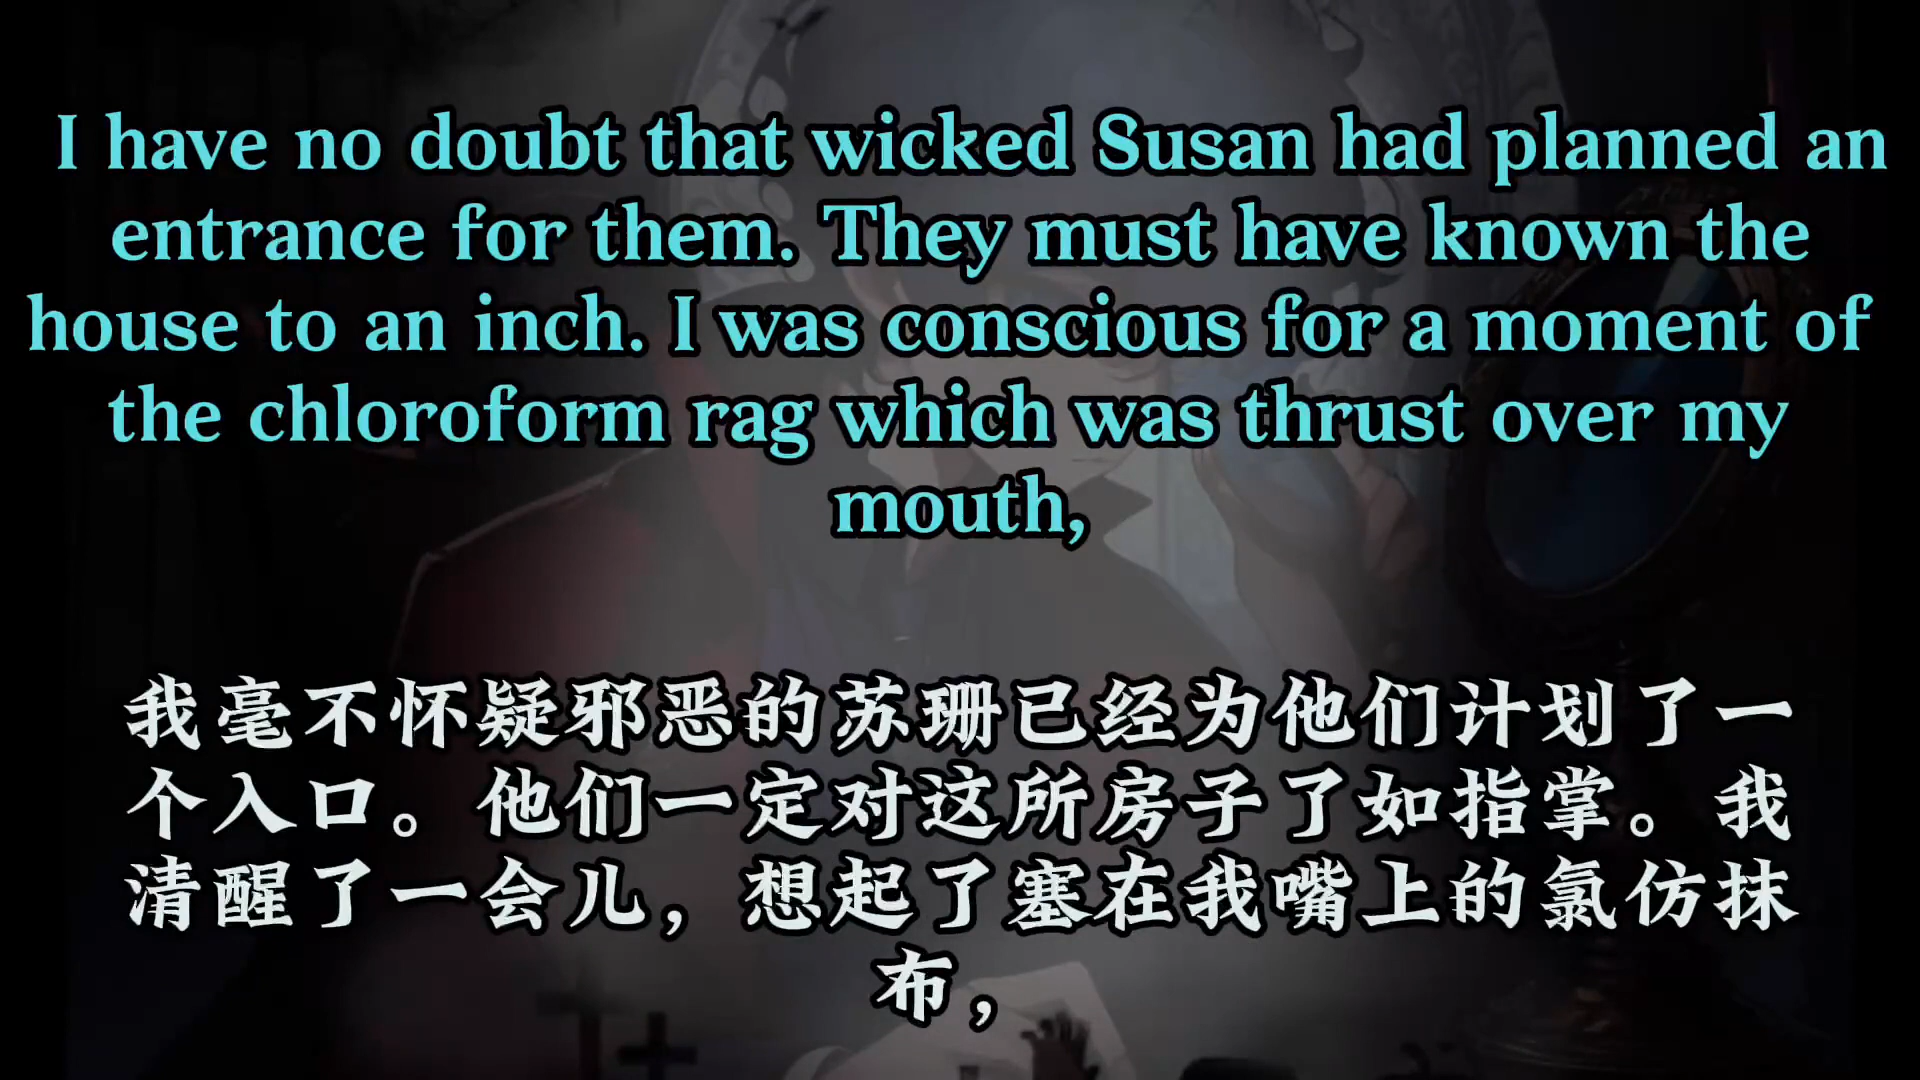 I have no doubt that wicked Susan had planned an
entrance for them. They must have known the
house to an inch. I was conscious for a moment of
the chloroform rag which was thrust over my
mouth,
我毫不怀疑邪恶的苏珊已经为他们计划了一
个入口。他们一定对这所房子了如指掌。我
清醒了一会儿，想起了塞在我嘴上的氯仿抹
布，